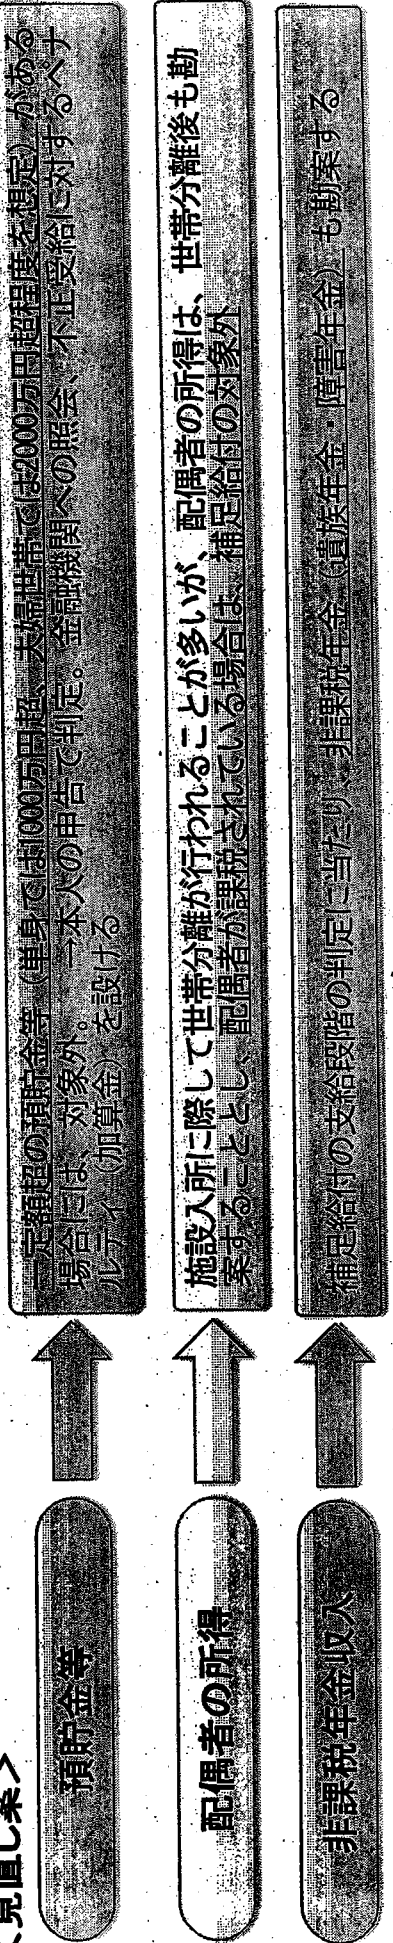 <見直し案>
預貯金等
一定額超の預貯金等(単身では1000万円超、夫婦世帯では2000万円超程度を想定)がある
場合には、対象外。→本人の申告で判定。金融機関への照会、不正受給に対するペナ
ルティ(加算金)を設ける
配偶者の所得
施設入所に際して世帯分離が行われることが多いが、配偶者の所得は、世帯分離後も勘
案することとし、配偶者が課税されている場合は、補足給付の対象外
非課税年金収入
補足給付の支給段階の判定に当たり、非課税年金(遺族年金・障害年金)も勘案する